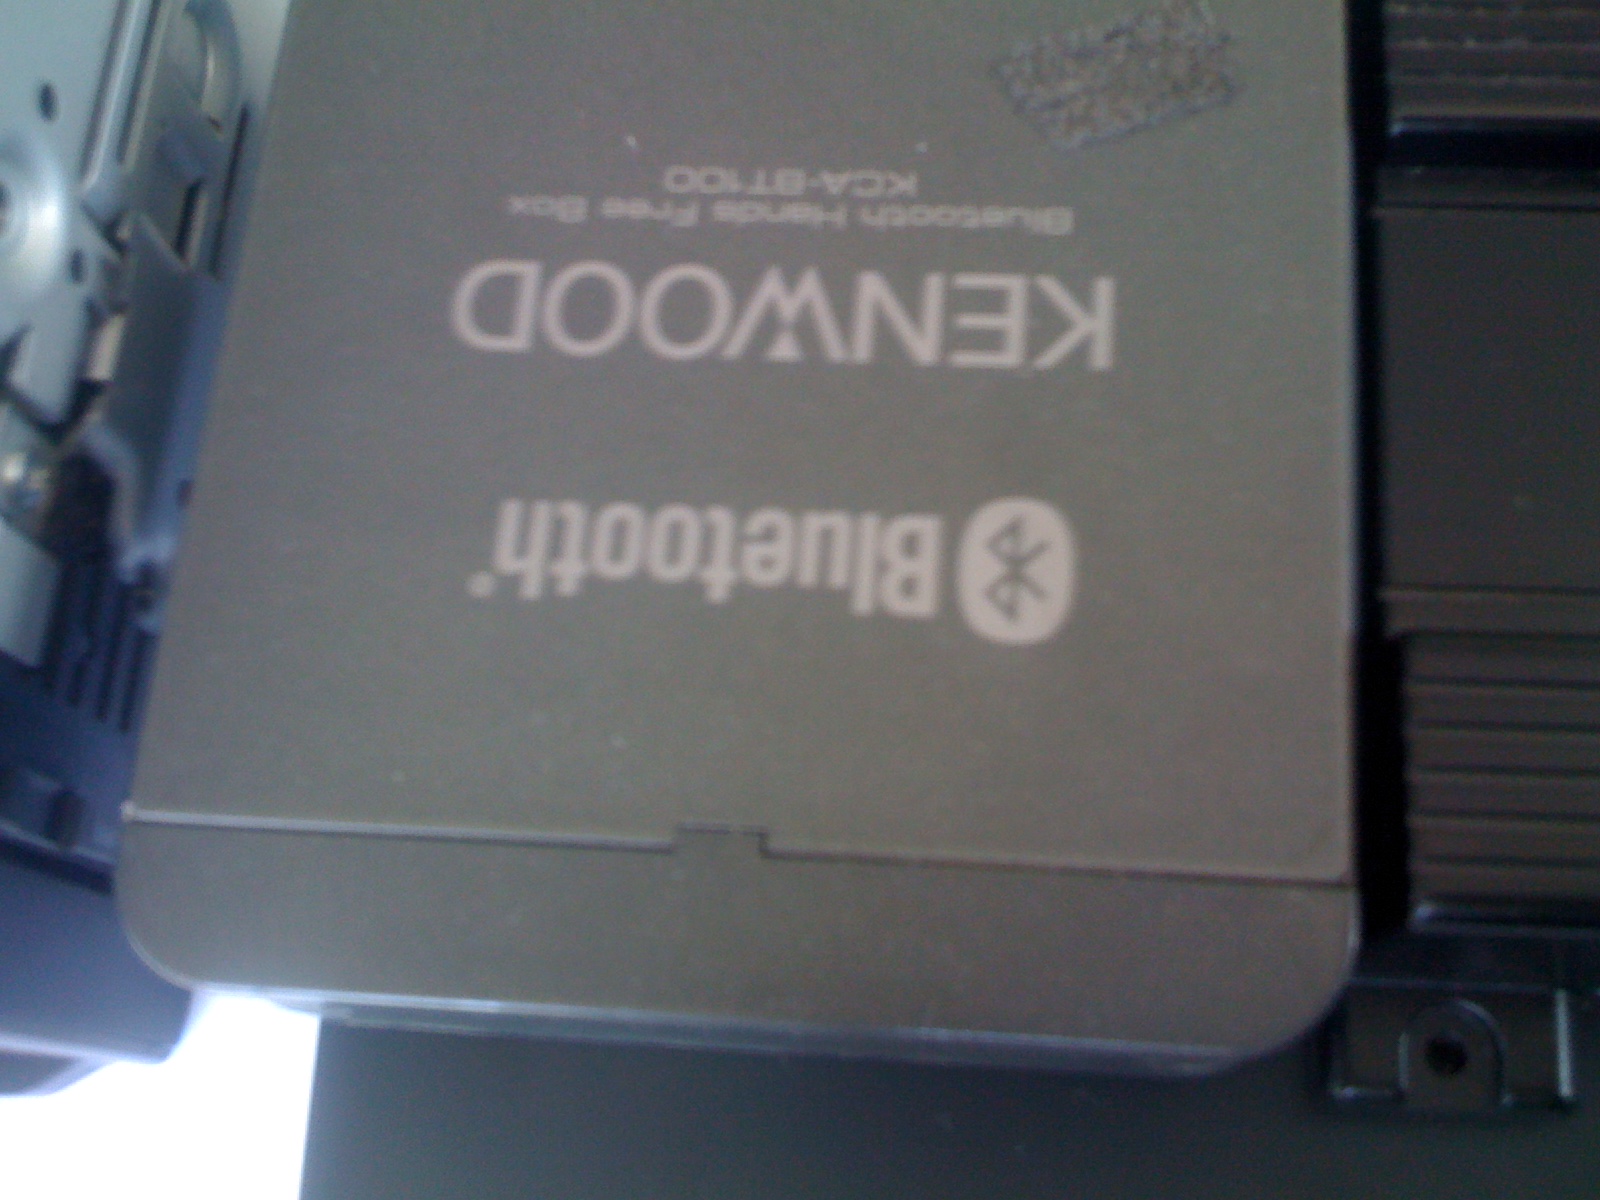 Bluetooth®
KENWOOD
Bluetooth Hands Free Box
KCA-BT100